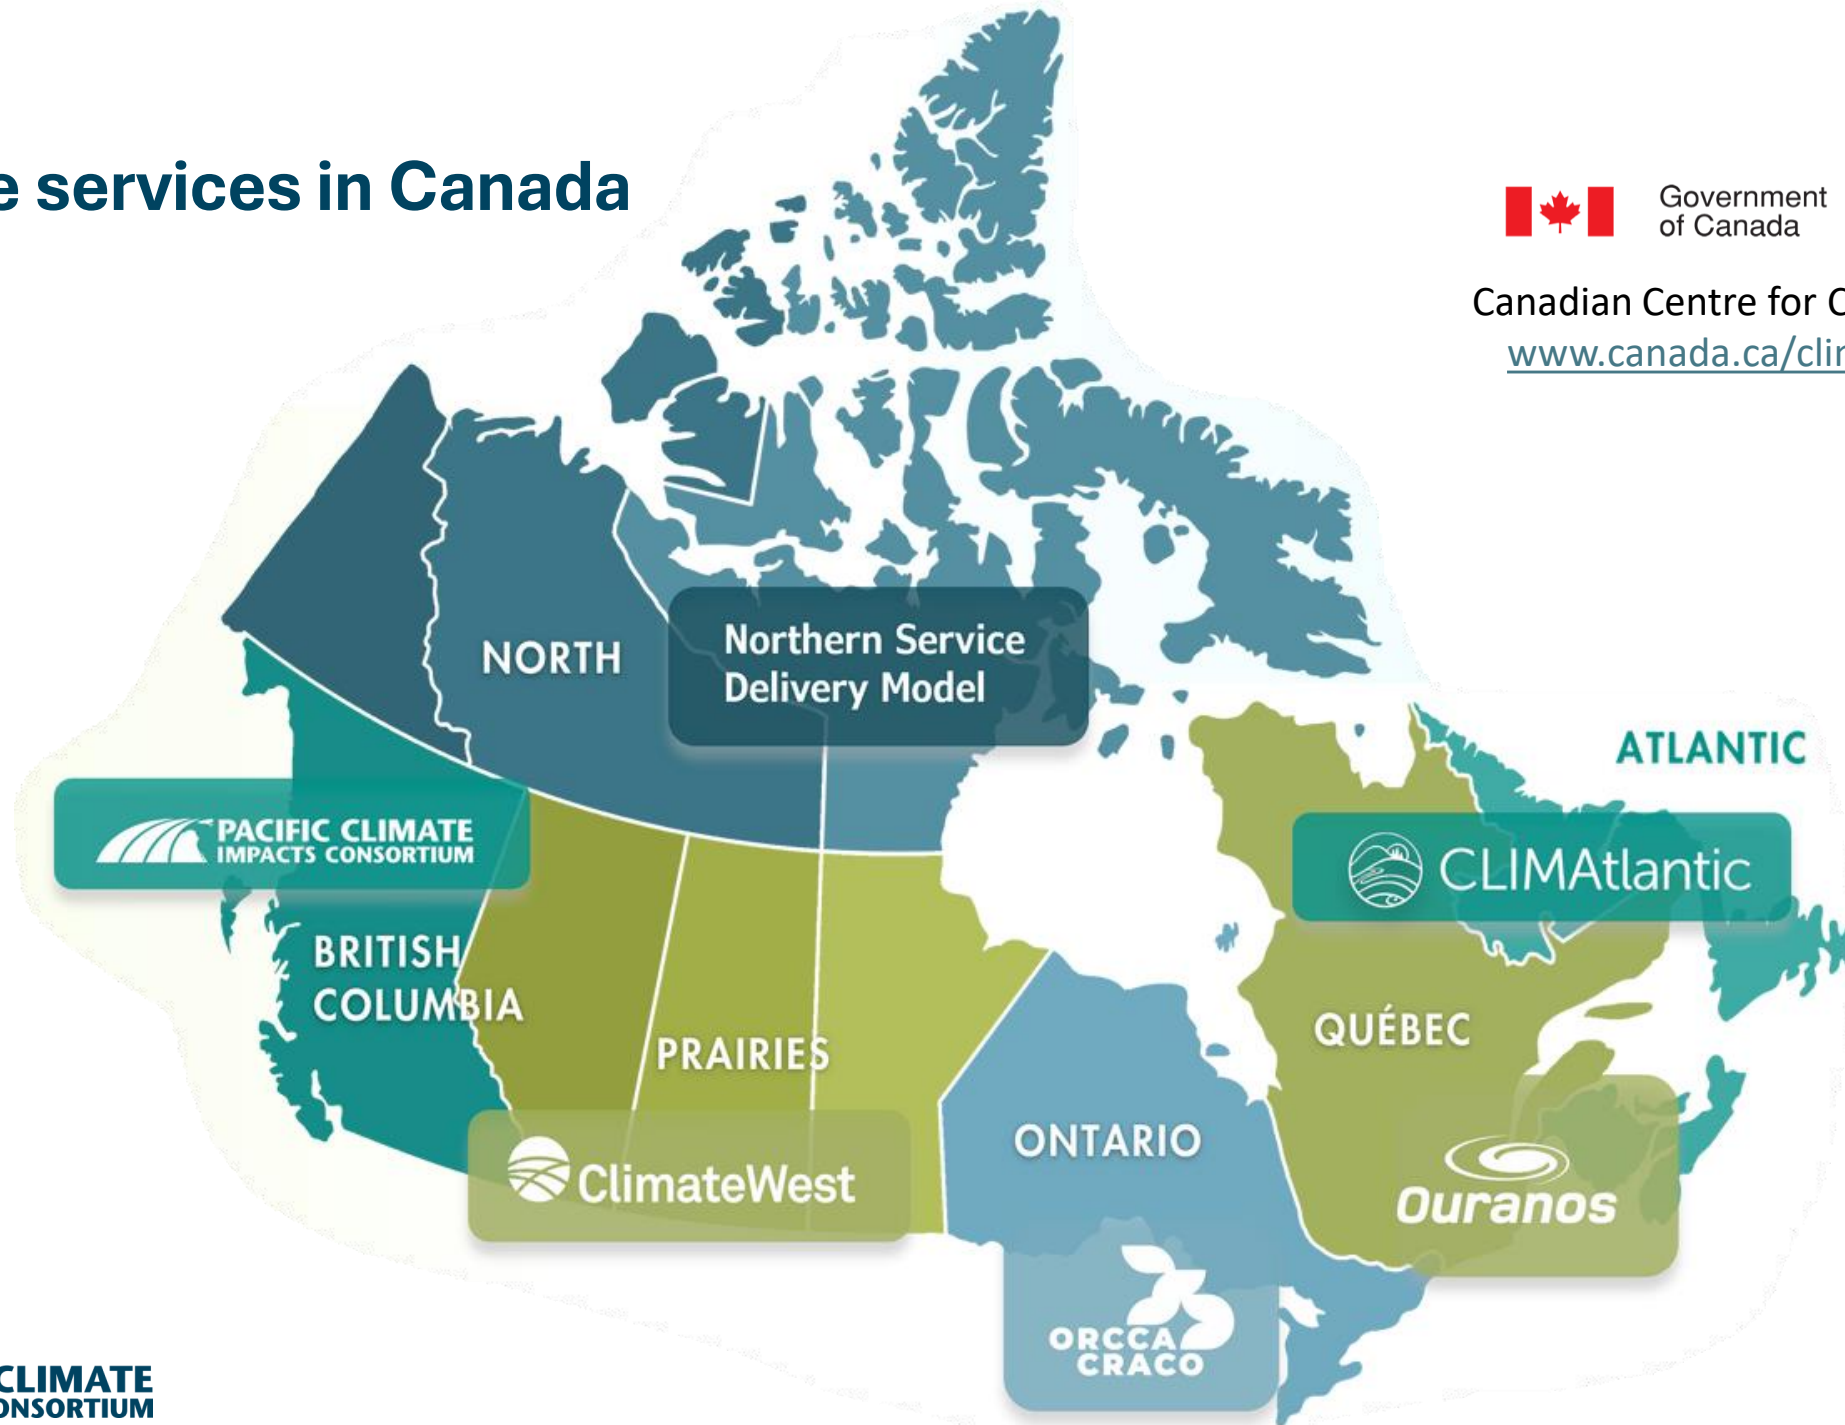 e services in Canada
Government
of Canada
Canadian Centre for C
www.canada.ca/clim
NORTH
Northern Service
Delivery Model
ATLANTIC
PACIFIC CLIMATE
IMPACTS CONSORTIUM
CLIMAtlantic
BRITISH
COLUMBIA
QUÉBEC
PRAIRIES
ONTARIO
ClimateWest
Ouranos
ORCCA
CRACO
CLIMATE
ONSORTIUM